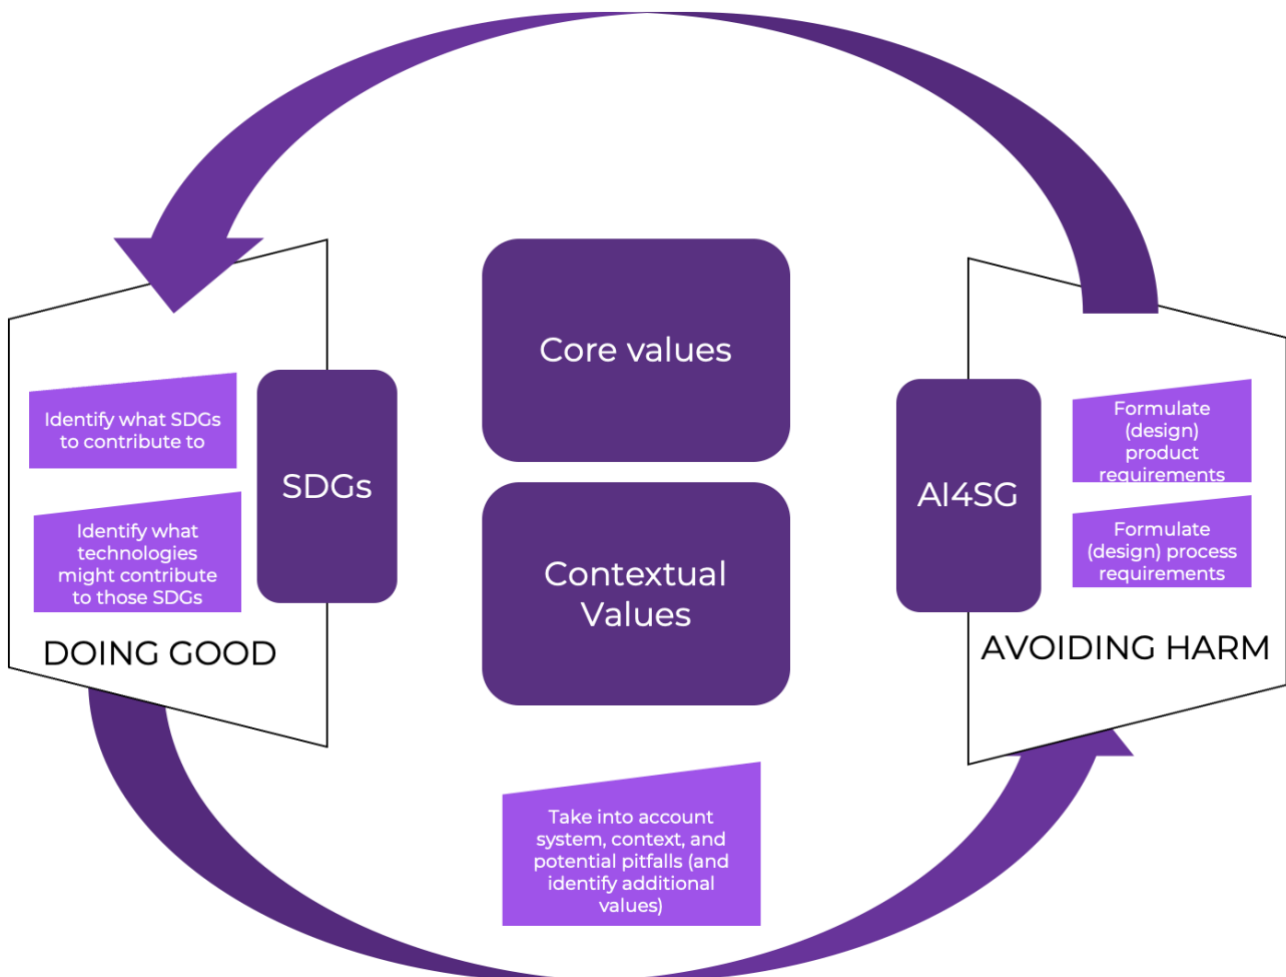 Identify what SDGs
to contribute to
Identify what
technologies
might contribute
to those SDGs
SDGs
DOING GOOD
Core values
Contextual
Values
Take into account
system, context, and
potential pitfalls (and
identify additional
values)
AI4SG
Formulate
(design)
product
requirements
Formulate
(design) process
requirements
AVOIDING HARM